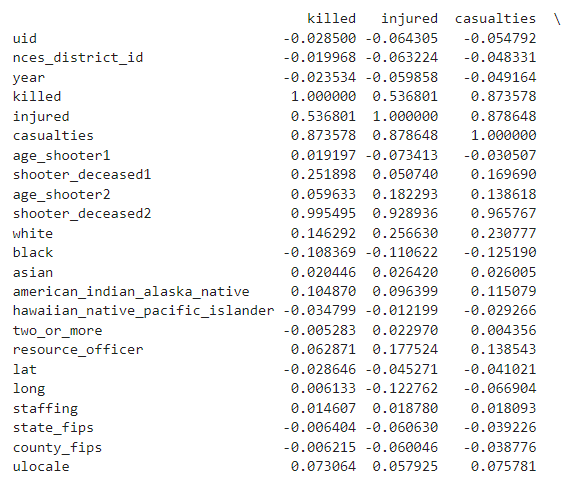 killed injured casualties \
uid -0.028500 -0.064305 -0.054792
nces_district_id -0.019968 -0.063224 -0.048331
year -0.023534 -0.059858 -0.049164
killed 1.000000 0.536801 0.873578
injured 0.536801 1.000000 0.878648
casualties 0.873578 0.878648 1.000000
age_shooter1 0.019197 -0.073413 -0.030507
shooter_deceased1 0.251898 0.050740 0.169690
age_shooter2 0.059633 0.182293 0.138618
shooter_deceased2 0.995495 0.928936 0.965767
white 0.146292 0.256630 0.230777
black -0.108369 -0.110622 -0.125190
asian 0.020446 0.026420 0.026005
american_indian_alaska_native 0.104870 0.096399 0.115079
hawaiian_native_pacific_islander -0.034799 -0.012199 -0.029266
two_or_more -0.005283 0.022970 0.004356
resource_officer 0.062871 0.177524 0.138543
lat -0.028646 -0.045271 -0.041021
long 0.006133 -0.122762 -0.066904
staffing 0.014607 0.018780 0.018093
state_fips -0.006404 -0.060630 -0.039226
county_fips -0.006215 -0.060046 -0.038776
ulocale 0.073064 0.057925 0.075781